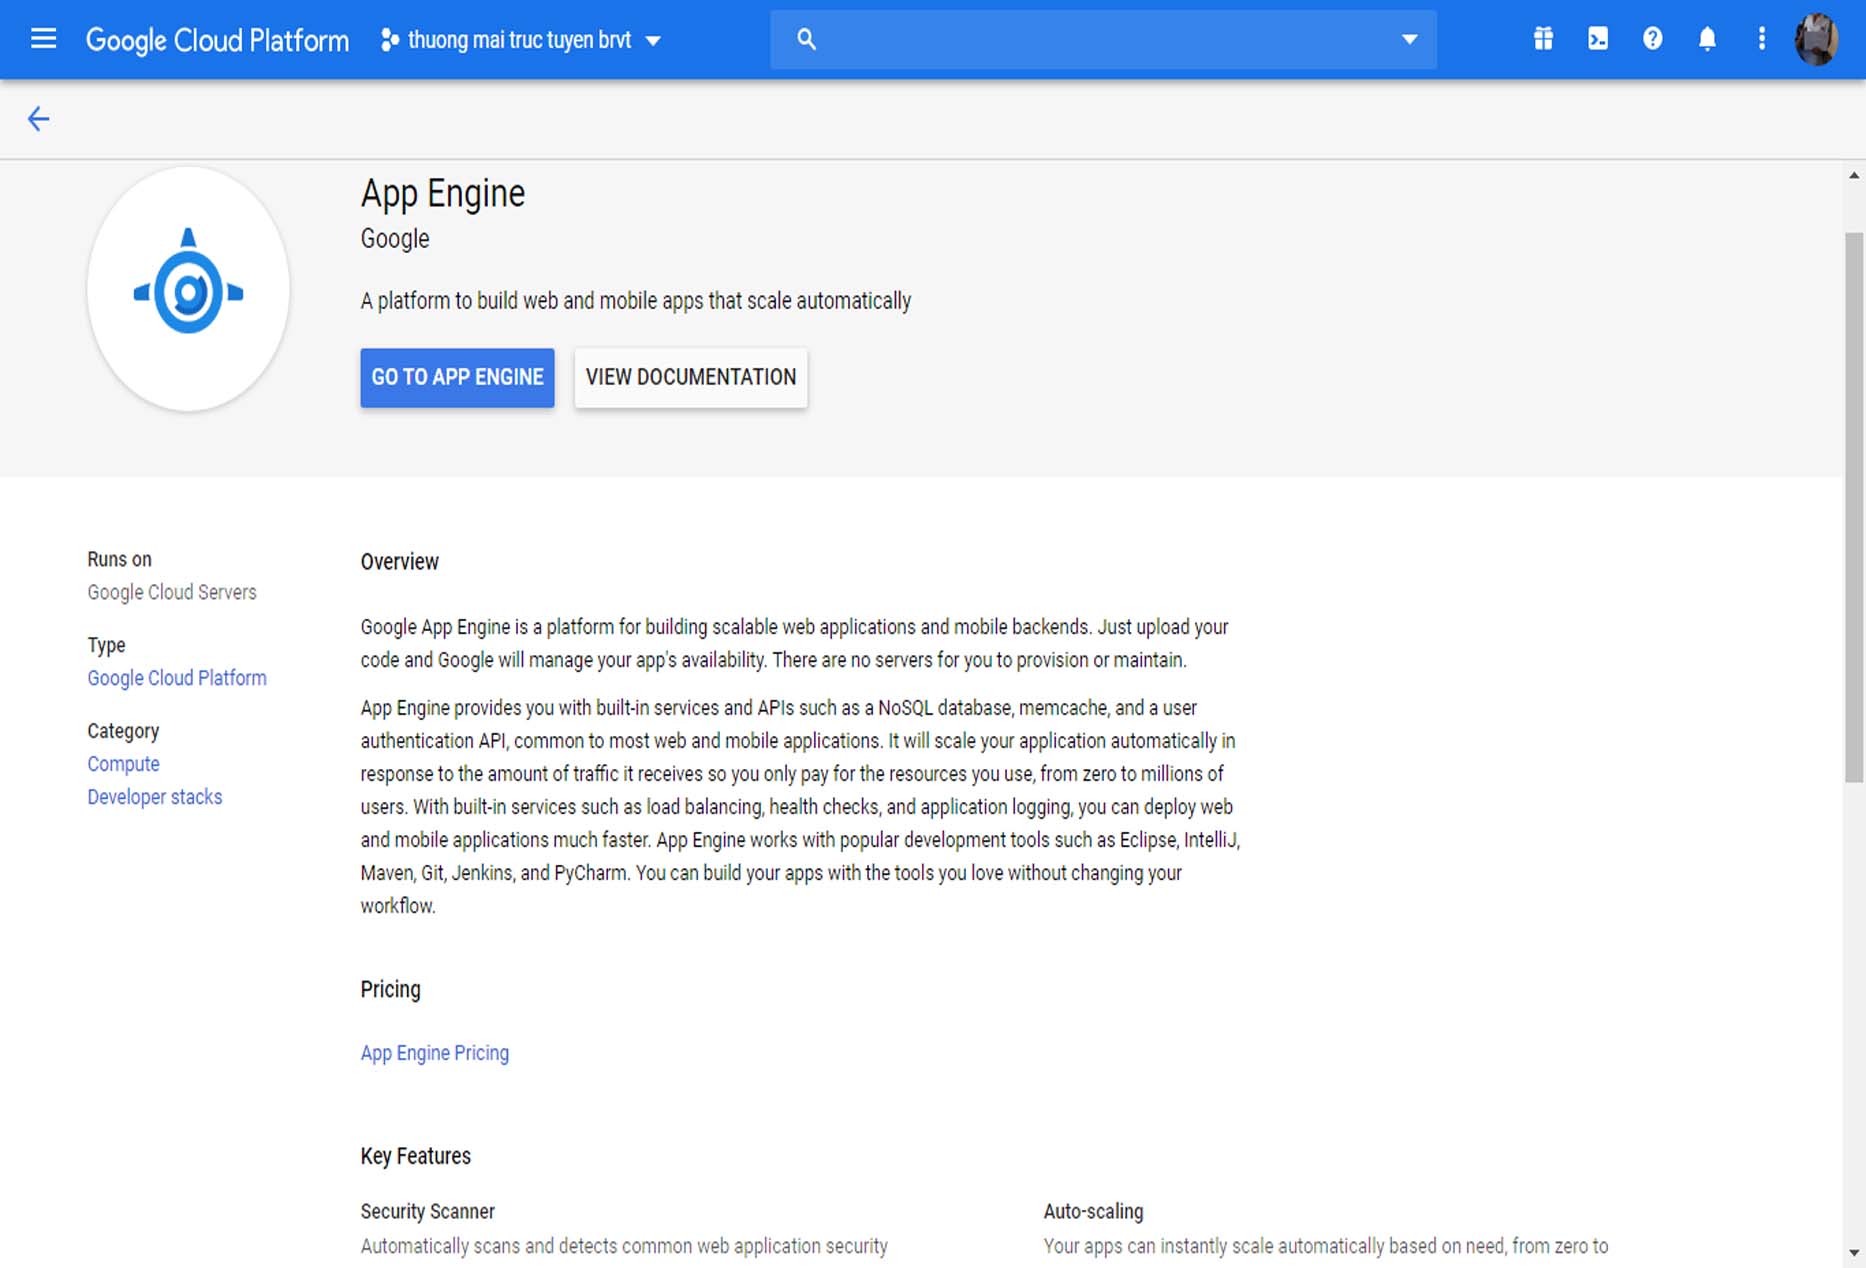 Google Cloud Platform
thuong mai truc tuyen brvt
App Engine
Google
A platform to build web and mobile apps that scale automatically
GO TO APP ENGINE
VIEW DOCUMENTATION
Runs on
Google Cloud Servers
Type
Google Cloud Platform
Category
Compute
Developer stacks
Overview
Google App Engine is a platform for building scalable web applications and mobile backends. Just upload your
code and Google will manage your app's availability. There are no servers for you to provision or maintain.
App Engine provides you with built-in services and APIs such as a NoSQL database, memcache, and a user
authentication API, common to most web and mobile applications. It will scale your application automatically in
response to the amount of traffic it receives so you only pay for the resources you use, from zero to millions of
users. With built-in services such as load balancing, health checks, and application logging, you can deploy web
and mobile applications much faster. App Engine works with popular development tools such as Eclipse, IntelliJ,
Maven, Git, Jenkins, and PyCharm. You can build your apps with the tools you love without changing your
workflow.
Pricing
App Engine Pricing
Key Features
Security Scanner
Automatically scans and detects common web application security
Auto-scaling
Your apps can instantly scale automatically based on need, from zero to